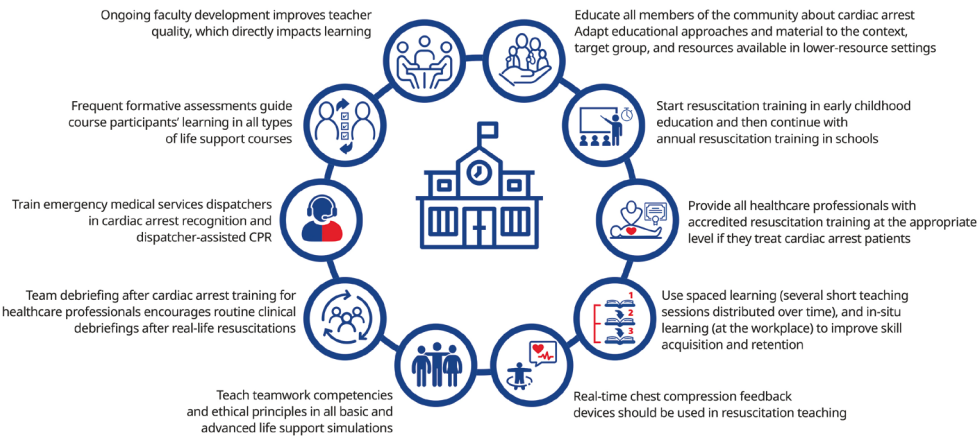 Ongoing faculty development improves teacher
quality, which directly impacts learning
Educate all members of the community about cardiac arrest
Adapt educational approaches and material to the context,
target group, and resources available in lower-resource settings
Frequent formative assessments guide
course participants' learning in all types
of life support courses
Start resuscitation training in early childhood
education and then continue with
annual resuscitation training in schools
Train emergency medical services dispatchers
in cardiac arrest recognition and
dispatcher-assisted CPR
Provide all healthcare professionals with
accredited resuscitation training at the appropriate
level if they treat cardiac arrest patients
Team debriefing after cardiac arrest training for
healthcare professionals encourages routine clinical
debriefings after real-life resuscitations
1
2
3
Use spaced learning (several short teaching
sessions distributed over time), and in-situ
learning (at the workplace) to improve skill
acquisition and retention
Teach teamwork competencies
and ethical principles in all basic and
advanced life support simulations
Real-time chest compression feedback
devices should be used in resuscitation teaching